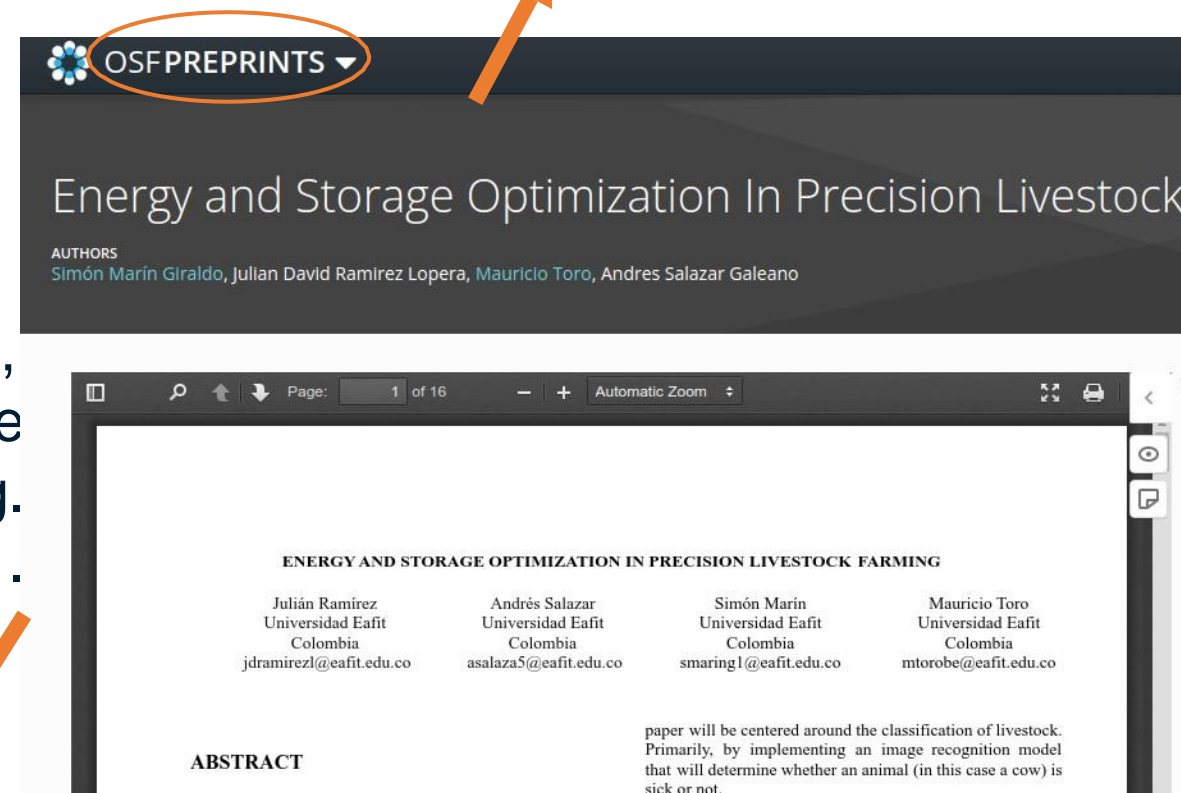 OSFPREPRINTS
Energy and Storage Optimization In Precision Livestock
AUTHORS
Simón Marín Giraldo, Julian David Ramirez Lopera, Mauricio Toro, Andres Salazar Galeano
,
e
g.
.
Page: 1 of 16 — + Automatic Zoom
ENERGY AND STORAGE OPTIMIZATION IN PRECISION LIVESTOCK FARMING
Julián Ramírez Andrés Salazar Simón Marín Mauricio Toro
Universidad Eafit Universidad Eafit Universidad Eafit Universidad Eafit
Colombia Colombia Colombia Colombia
jdramirezl@eafit.edu.co asalaza5@eafit.edu.co smaring1@eafit.edu.co mtorobe@eafit.edu.co
ABSTRACT
paper will be centered around the classification of livestock.
Primarily, by implementing an image recognition model
that will determine whether an animal (in this case a cow) is
sick or not.